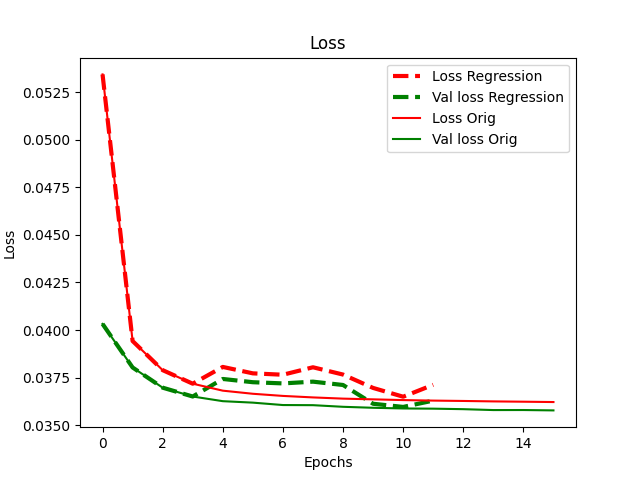 Loss
Loss Regression
Val loss Regression
Loss Orig
Val loss Orig
0.0525
0.0500
0.0475
0.0450
0.0425
0.0400
0.0375
0.0350
Loss
0 2 4 6 8 10 12 14
Epochs